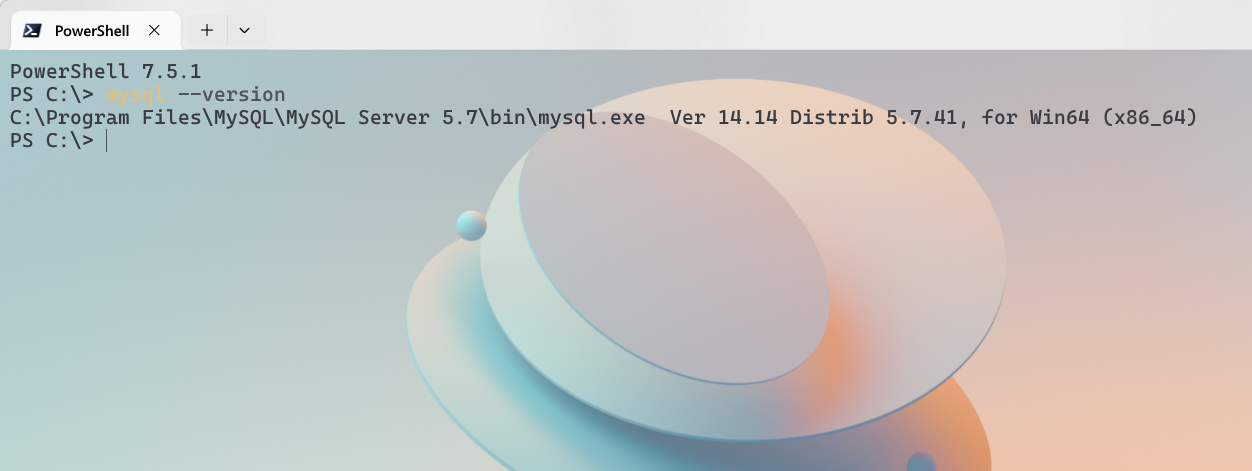 PowerShell
PowerShell 7.5.1
PS C:\> mysql --version
C:\Program Files\MySQL\MySQL Server 5.7\bin\mysql.exe  Ver 14.14 Distrib 5.7.41, for Win64 (x86_64)
PS C:\>